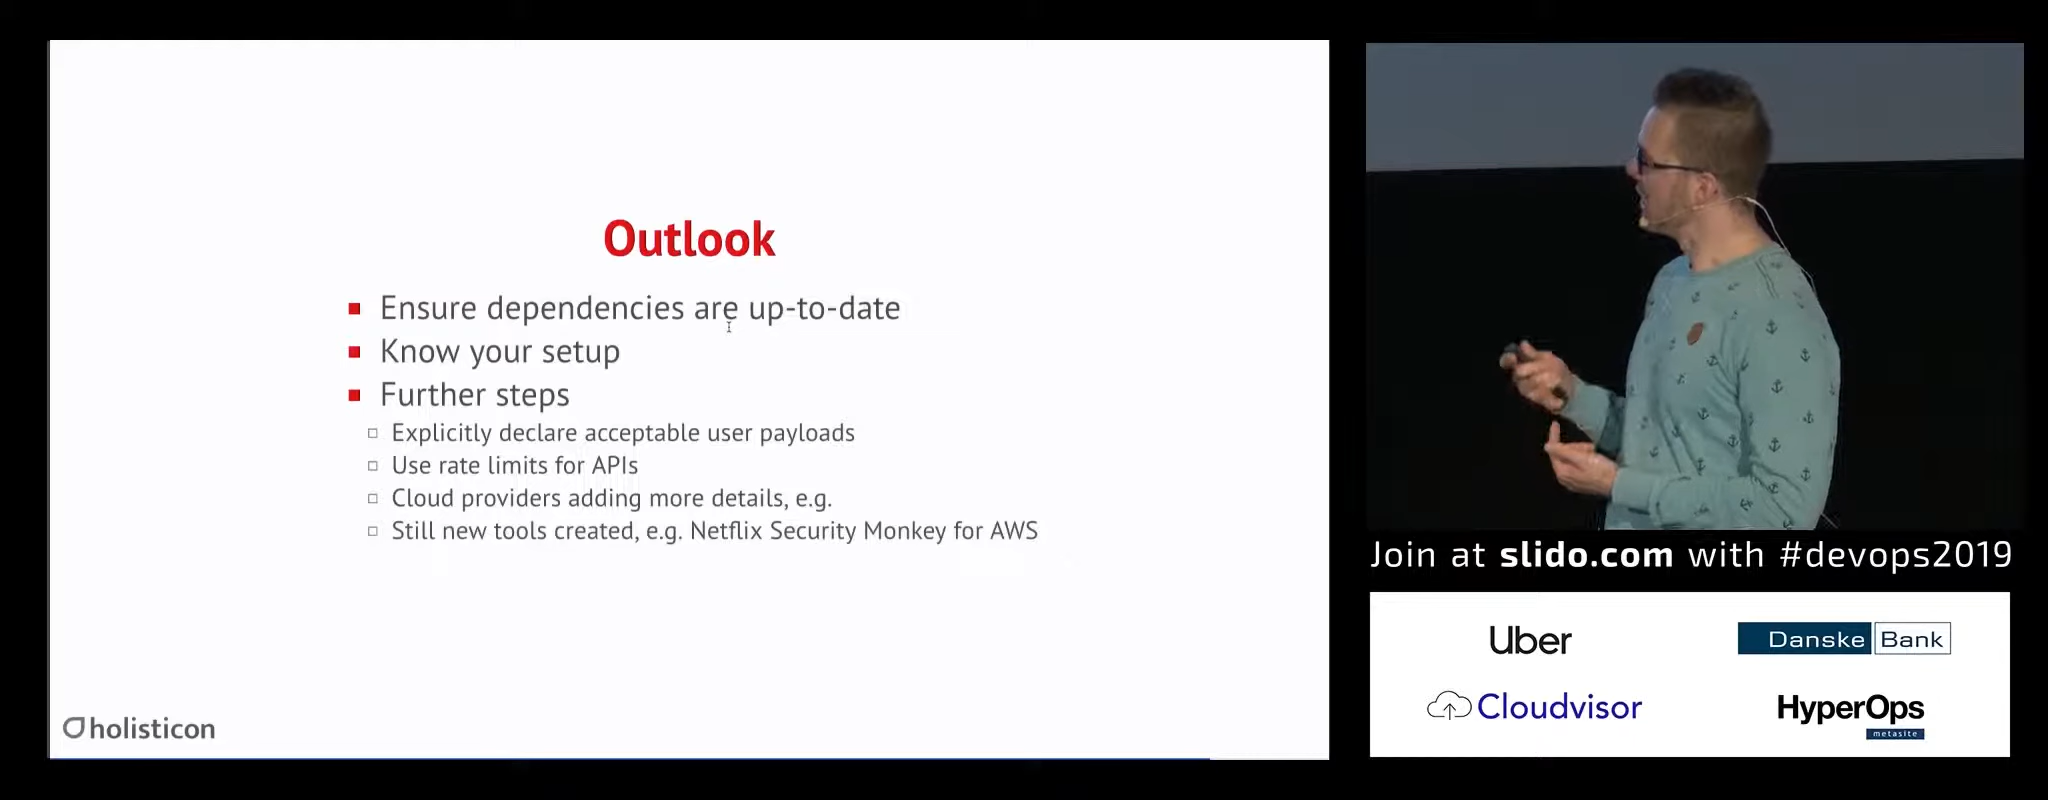 Outlook
Ensure dependencies are up-to-date
Know your setup
Further steps
Explicitly declare acceptable user payloads
Use rate limits for APIs
Cloud providers adding more details, e.g.
Still new tools created, e.g. Netflix Security Monkey for AWS
holisticon
Join at slido.com with #devops2019
Uber
Danske Bank
Cloudvisor
HyperOps
metasite